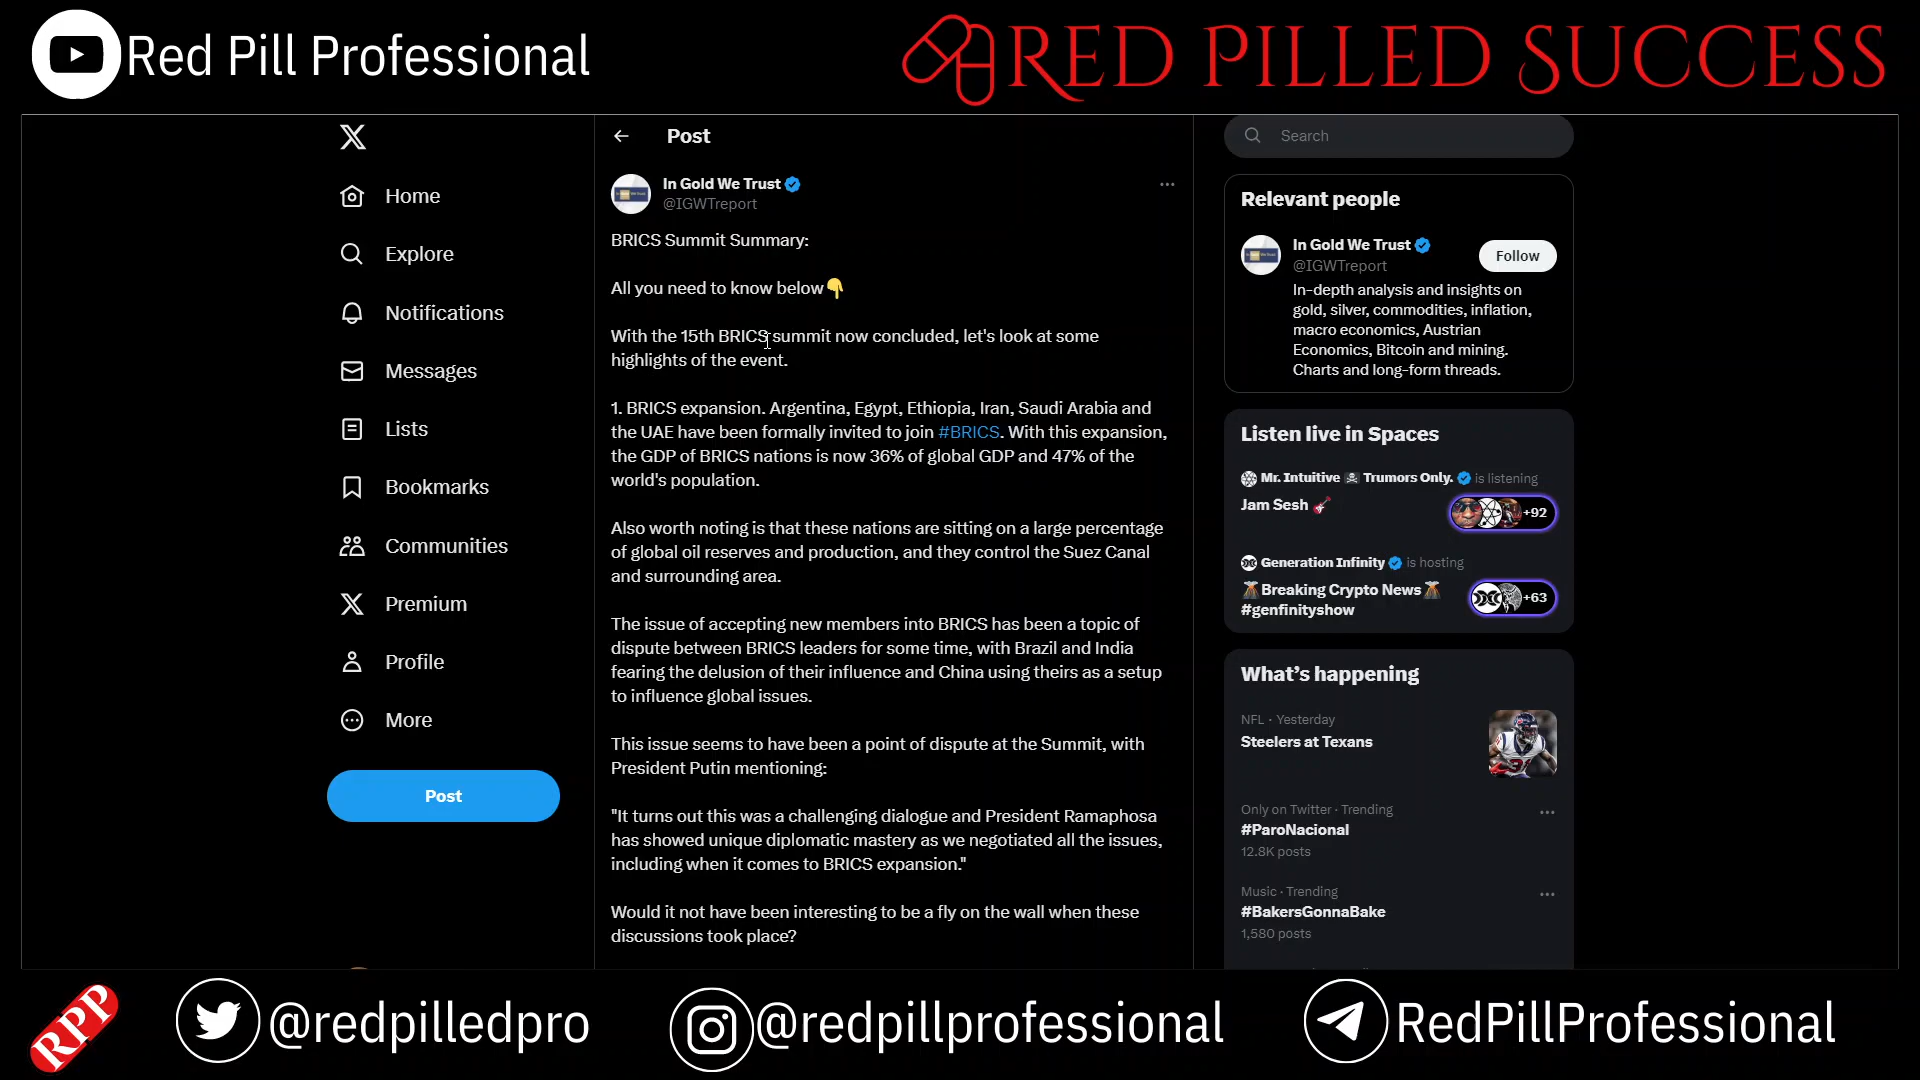 Red Pill Professional
RED PILLED SUCCESS
Home
Explore
Notifications
Messages
Lists
Bookmarks
Communities
Premium
Profile
More
Post
Post
In Gold We Trust
@IGWTreport
BRICS Summit Summary:
All you need to know below👇
With the 15th BRICS summit now concluded, let's look at some
highlights of the event.
1. BRICS expansion. Argentina, Egypt, Ethiopia, Iran, Saudi Arabia and
the UAE have been formally invited to join #BRICS. With this expansion,
the GDP of BRICS nations is now 36% of global GDP and 47% of the
world's population.
Also worth noting is that these nations are sitting on a large percentage
of global oil reserves and production, and they control the Suez Canal
and surrounding area.
The issue of accepting new members into BRICS has been a topic of
dispute between BRICS leaders for some time, with Brazil and India
fearing the delusion of their influence and China using theirs as a setup
to influence global issues.
This issue seems to have been a point of dispute at the Summit, with
President Putin mentioning:
"It turns out this was a challenging dialogue and President Ramaphosa
has showed unique diplomatic mastery as we negotiated all the issues,
including when it comes to BRICS expansion."
Would it not have been interesting to be a fly on the wall when these
discussions took place?
Search
Relevant people
In Gold We Trust
@IGWTreport
Follow
In-depth analysis and insights on
gold, silver, commodities, inflation,
macro economics, Austrian
Economics, Bitcoin and mining.
Charts and long-form threads.
Listen live in Spaces
Mr. Intuitive ☠ Trumors Only. is listening
Jam Sesh 🎸
+92
Generation Infinity is hosting
🌋Breaking Crypto News🌋
#genfinityshow
+63
What's happening
NFL · Yesterday
Steelers at Texans
Only on Twitter · Trending
#ParoNacional
12.8K posts
Music · Trending
#BakersGonnaBake
1,580 posts
RPP
@redpilledpro
@redpillprofessional
RedPillProfessional